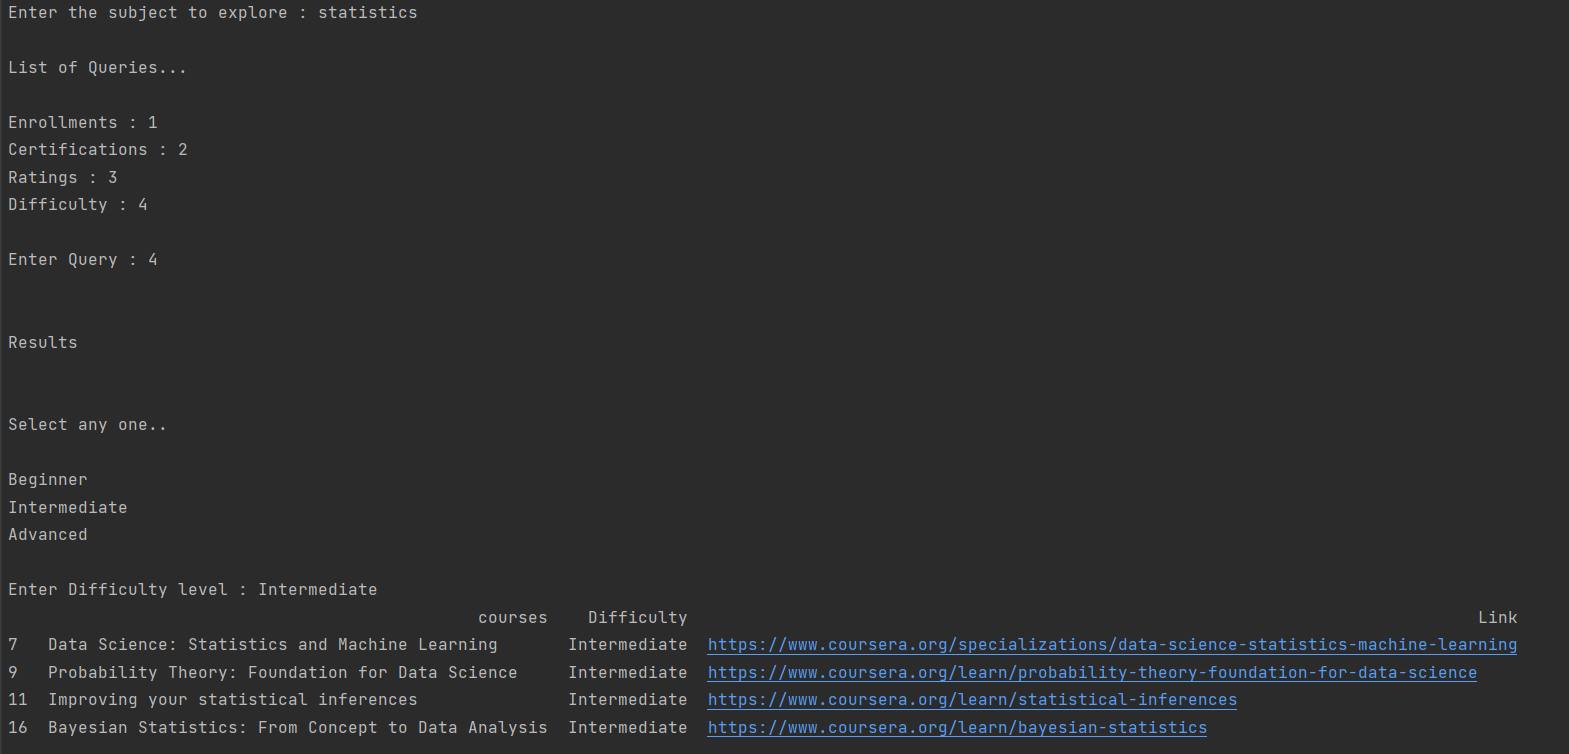 Enter the subject to explore : statistics
List of Queries...
Enrollments : 1
Certifications : 2
Ratings : 3
Difficulty : 4
Enter Query : 4
Results
Select any one..
Beginner
Intermediate
Advanced
Enter Difficulty level : Intermediate
courses Difficulty Link
7 Data Science: Statistics and Machine Learning Intermediate https://www.coursera.org/specializations/data-science-statistics-machine-learning
9 Probability Theory: Foundation for Data Science Intermediate https://www.coursera.org/learn/probability-theory-foundation-for-data-science
11 Improving your statistical inferences Intermediate https://www.coursera.org/learn/statistical-inferences
16 Bayesian Statistics: From Concept to Data Analysis Intermediate https://www.coursera.org/learn/bayesian-statistics